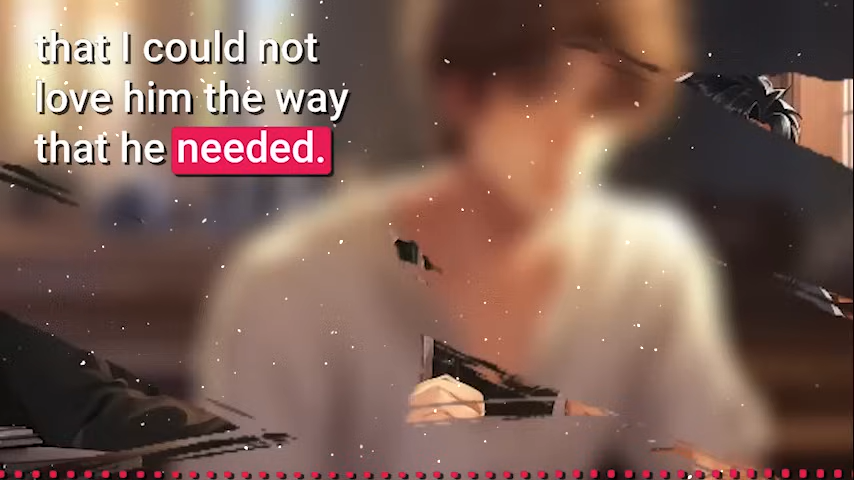 that I could not
love him the way
that he needed.